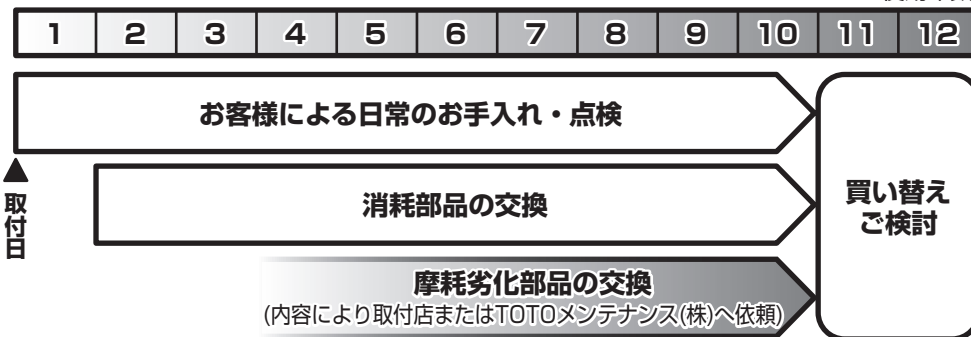 1 2 3 4 5 6 7 8 9 10 11 12
お客様による日常のお手入れ・点検
取付日
消耗部品の交換
買い替え
ご検討
摩耗劣化部品の交換
(内容により取付店またはTOTOメンテナンス(株)へ依頼)